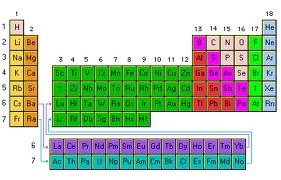 1 18
1 H 2 13 14 15 16 17 He
2 Li Be B C N O F Ne
3 Na Mg 3 4 5 6 7 8 9 10 11 12 Al Si P S Cl Ar
4 K Ca Sc Ti V Cr Mn Fe Co Ni Cu Zn Ga Ge As Se Br Kr
5 Rb Sr Y Zr Nb Mo Tc Ru Rh Pd Ag Cd In Sn Sb Te I Xe
6 Cs Ba Lu Hf Ta W Re Os Ir Pt Au Hg Tl Pb Bi Po At Rn
7 Fr Ra Lr Rf Db Sg Bh Hs Mt
6 La Ce Pr Nd Pm Sm Eu Gd Tb Dy Ho Er Tm Yb
7 Ac Th Pa U Np Pu Am Cm Bk Cf Es Fm Md No